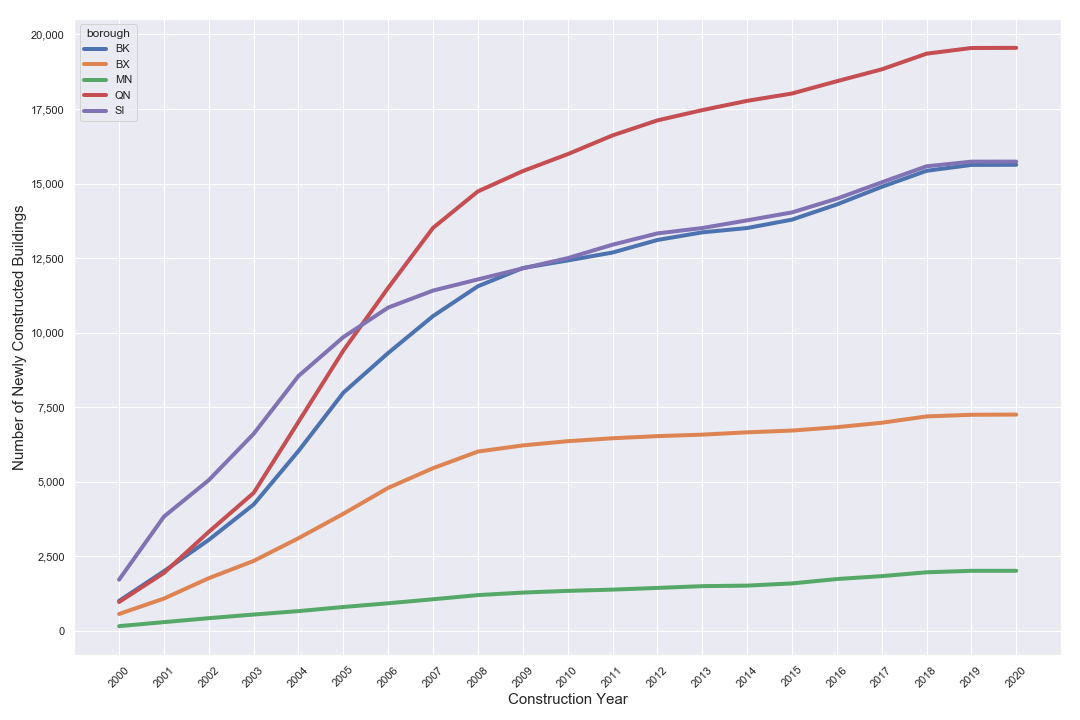 borough
BK
BX
MN
QN
SI
20,000
17,500
15,000
12,500
10,000
7,500
5,000
2,500
0
Number of Newly Constructed Buildings
2000 2001 2002 2003 2004 2005 2006 2007 2008 2009 2010 2011 2012 2013 2014 2015 2016 2017 2018 2019 2020
Construction Year